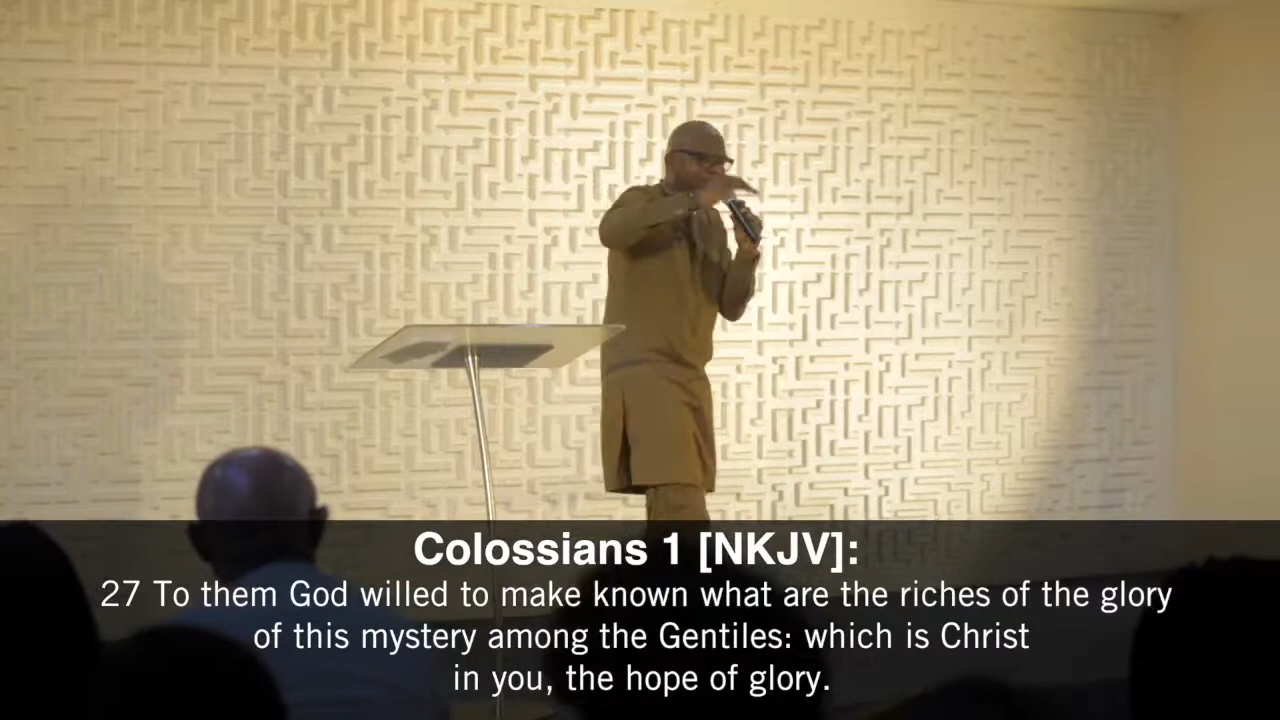 Colossians 1 [NKJV]:
27 To them God willed to make known what are the riches of the glory
of this mystery among the Gentiles: which is Christ
in you, the hope of glory.